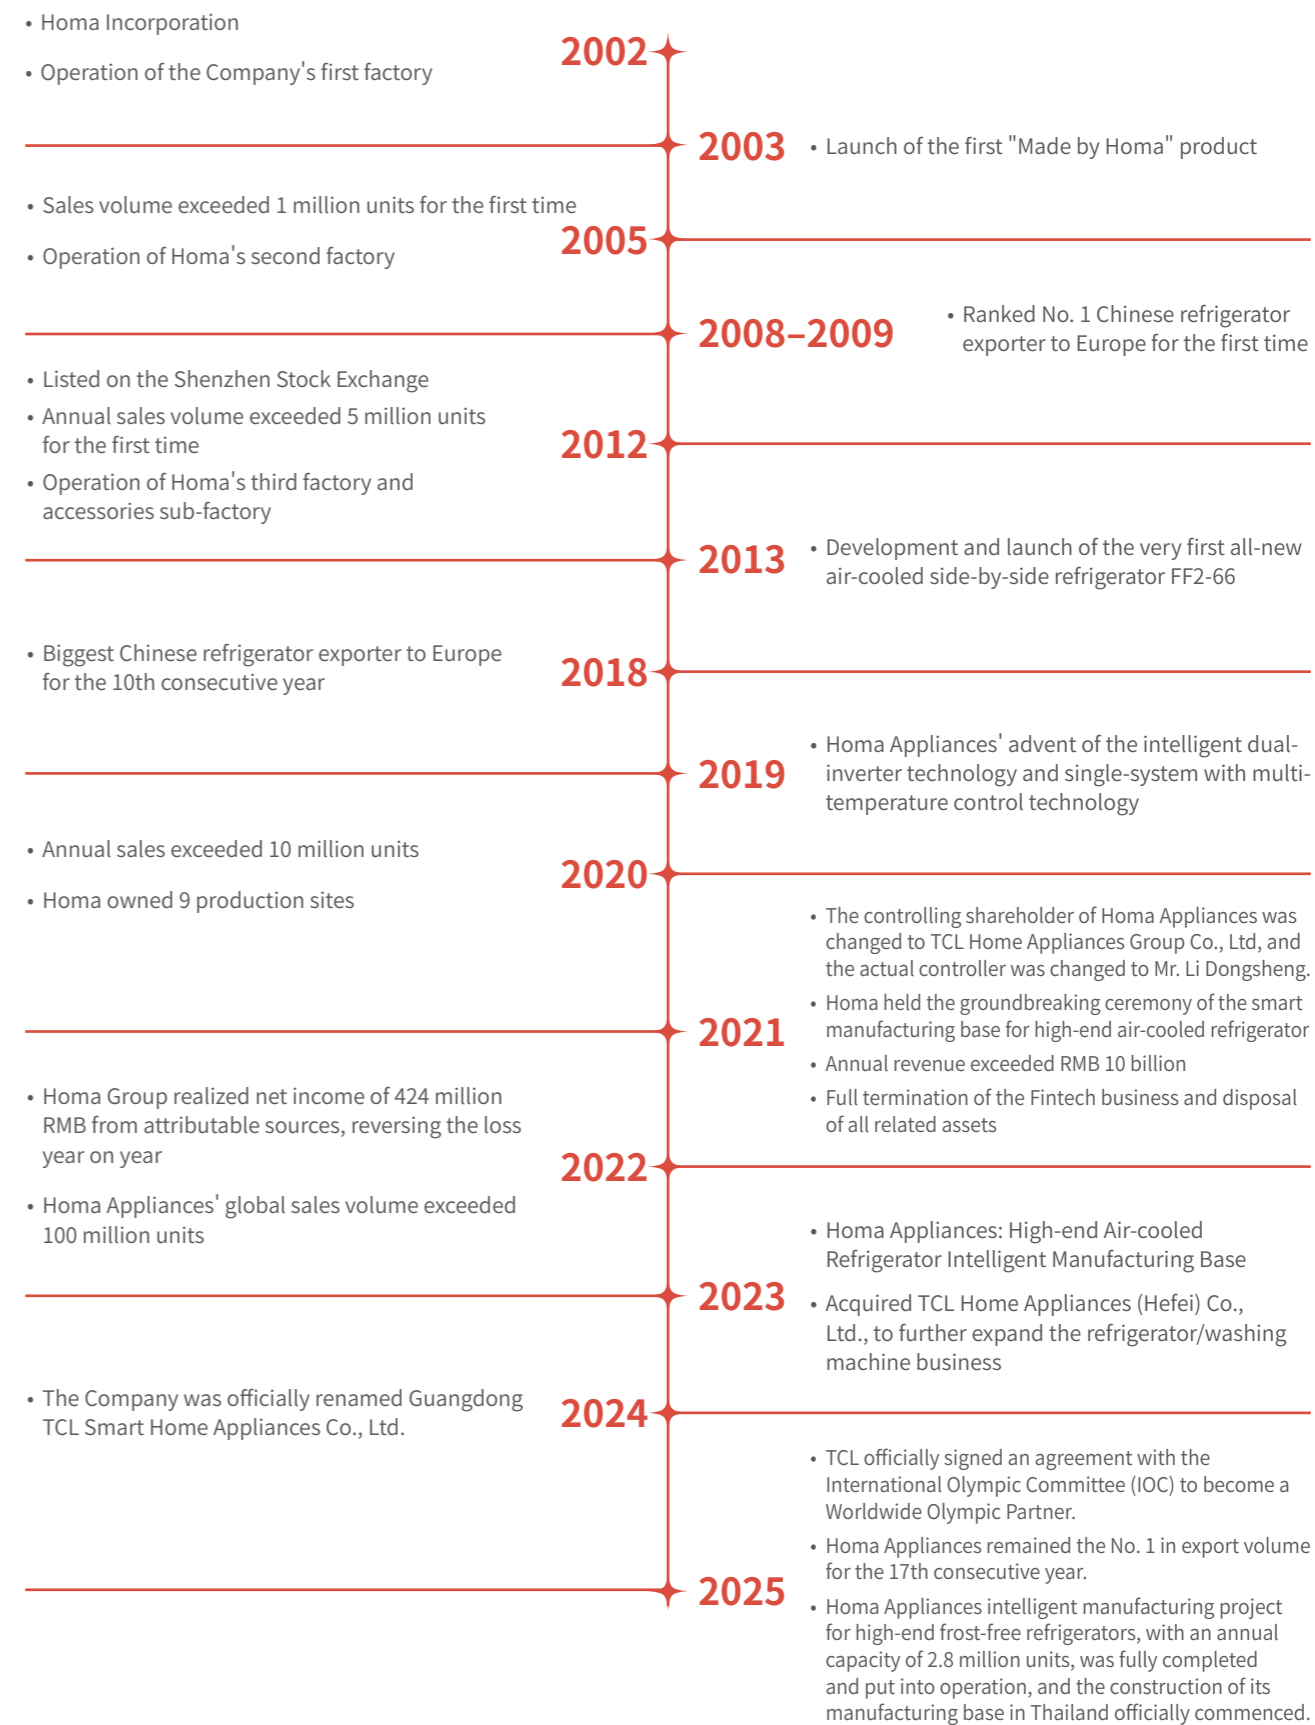 • Homa Incorporation
• Operation of the Company's first factory
2002
2003
• Launch of the first "Made by Homa" product
• Sales volume exceeded 1 million units for the first time
• Operation of Homa's second factory
2005
2008–2009
• Ranked No. 1 Chinese refrigerator
exporter to Europe for the first time
• Listed on the Shenzhen Stock Exchange
• Annual sales volume exceeded 5 million units
for the first time
• Operation of Homa's third factory and
accessories sub-factory
2012
2013
• Development and launch of the very first all-new
air-cooled side-by-side refrigerator FF2-66
• Biggest Chinese refrigerator exporter to Europe
for the 10th consecutive year
2018
2019
• Homa Appliances' advent of the intelligent dual-
inverter technology and single-system with multi-
temperature control technology
• Annual sales exceeded 10 million units
• Homa owned 9 production sites
2020
2021
• The controlling shareholder of Homa Appliances was
changed to TCL Home Appliances Group Co., Ltd, and
the actual controller was changed to Mr. Li Dongsheng.
• Homa held the groundbreaking ceremony of the smart
manufacturing base for high-end air-cooled refrigerator
• Annual revenue exceeded RMB 10 billion
• Full termination of the Fintech business and disposal
of all related assets
• Homa Group realized net income of 424 million
RMB from attributable sources, reversing the loss
year on year
• Homa Appliances' global sales volume exceeded
100 million units
2022
2023
• Homa Appliances: High-end Air-cooled
Refrigerator Intelligent Manufacturing Base
• Acquired TCL Home Appliances (Hefei) Co.,
Ltd., to further expand the refrigerator/washing
machine business
• The Company was officially renamed Guangdong
TCL Smart Home Appliances Co., Ltd.
2024
2025
• TCL officially signed an agreement with the
International Olympic Committee (IOC) to become a
Worldwide Olympic Partner.
• Homa Appliances remained the No. 1 in export volume
for the 17th consecutive year.
• Homa Appliances intelligent manufacturing project
for high-end frost-free refrigerators, with an annual
capacity of 2.8 million units, was fully completed
and put into operation, and the construction of its
manufacturing base in Thailand officially commenced.